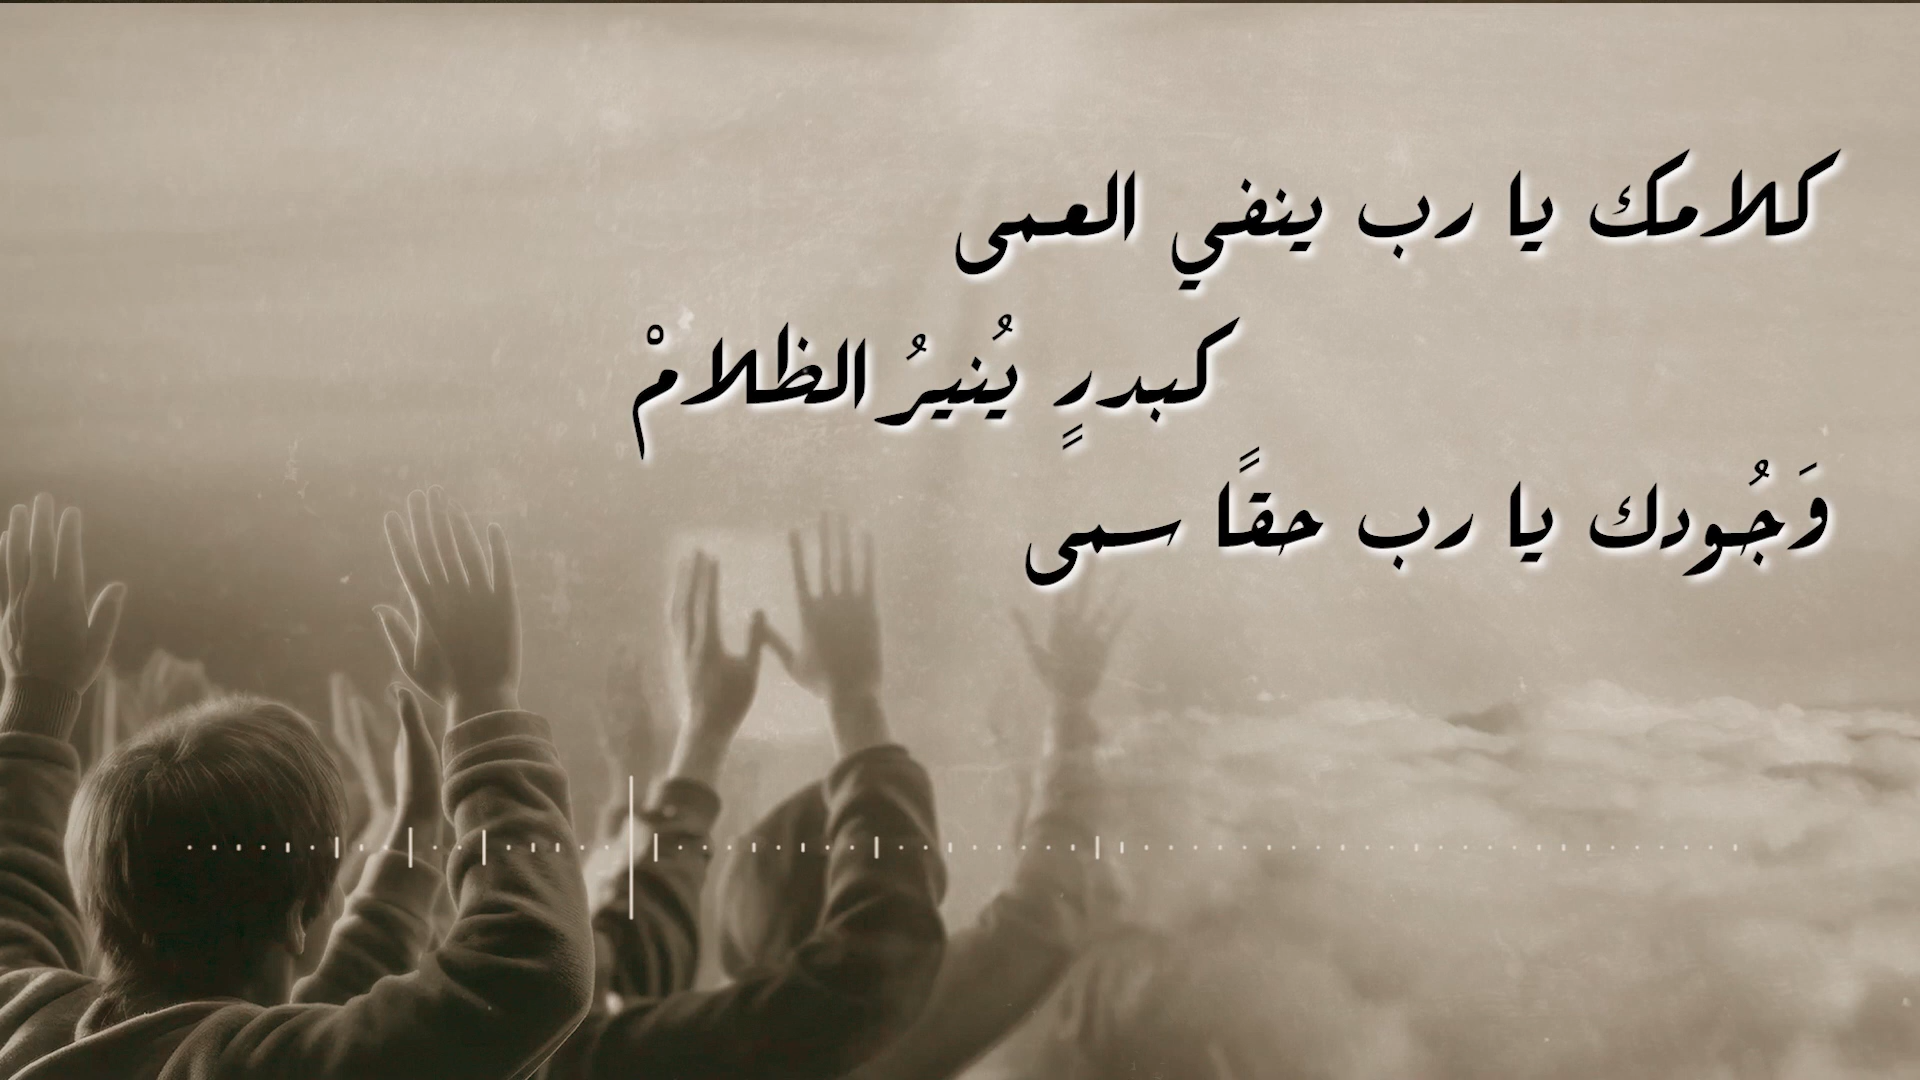 كلامك يا رب ينفي العمى
كبدرٍ يُنيرُ الظلامْ
وَجُودك يا رب حقًا سمى